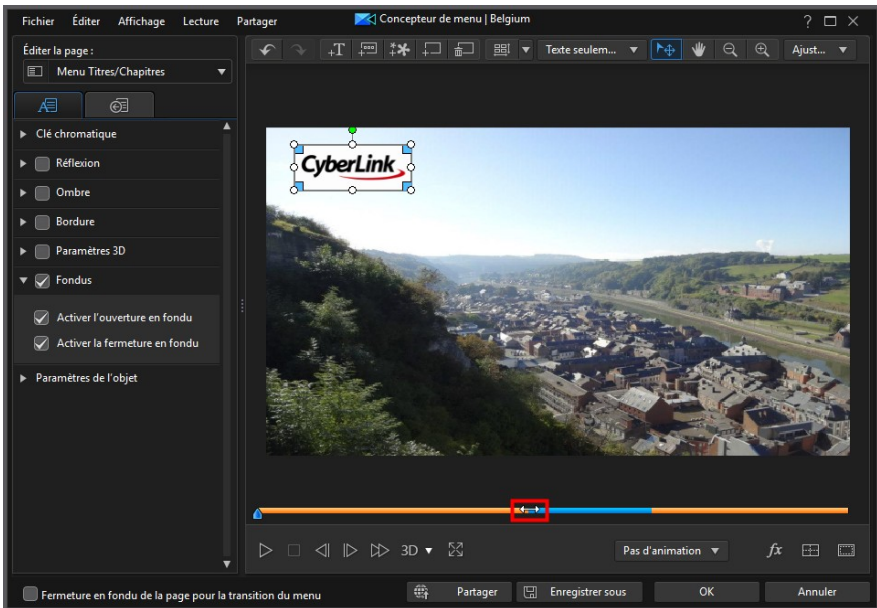 Fichier Éditer Affichage Lecture Partager Concepteur de menu | Belgium ?
Éditer la page :
Menu Titres/Chapitres
T Texte seulem... Ajust...
A
Clé chromatique
Réflexion
Ombre
Bordure
Paramètres 3D
Fondus
Activer l'ouverture en fondu
Activer la fermeture en fondu
Paramètres de l'objet
CyberLink
3D Pas d'animation fx
Fermeture en fondu de la page pour la transition du menu Partager Enregistrer sous OK Annuler